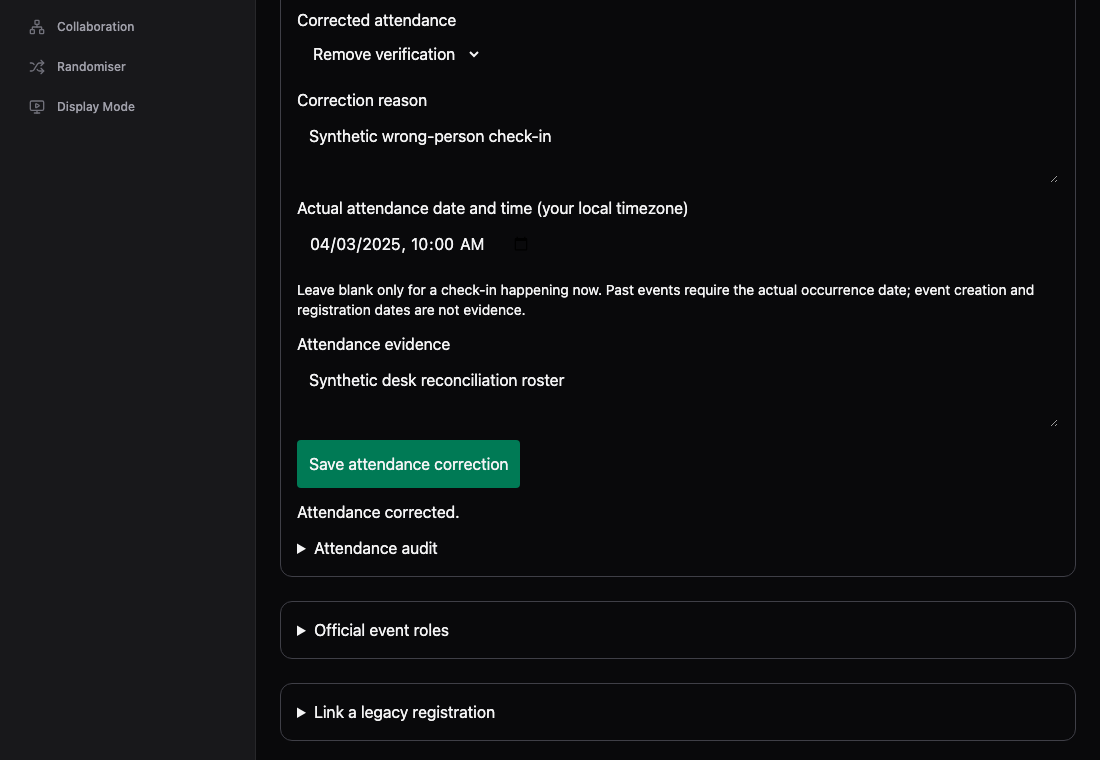 Collaboration
Randomiser
Display Mode
Corrected attendance
Remove verification
Correction reason
Synthetic wrong-person check-in
Actual attendance date and time (your local timezone)
04/03/2025, 10:00 AM
Leave blank only for a check-in happening now. Past events require the actual occurrence date; event creation and
registration dates are not evidence.
Attendance evidence
Synthetic desk reconciliation roster
Save attendance correction
Attendance corrected.
Attendance audit
Official event roles
Link a legacy registration